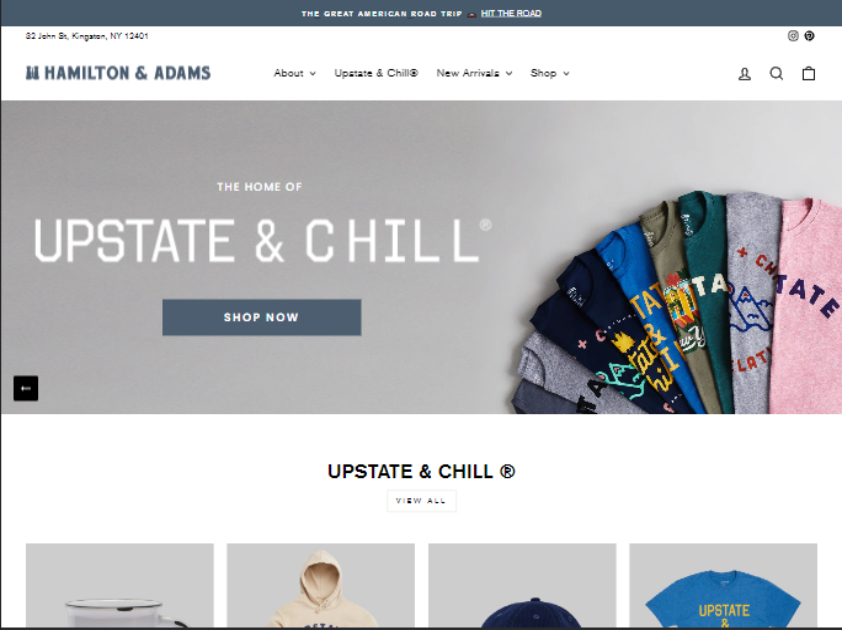 THE GREAT AMERICAN ROAD TRIP 🚗 HIT THE ROAD
32 John St, Kingston, NY 12401
HAMILTON & ADAMS
About
Upstate & Chill®
New Arrivals
Shop
THE HOME OF
UPSTATE & CHILL®
SHOP NOW
TATE
UPSTATE & CHILL ®
VIEW ALL
UPSTATE
&